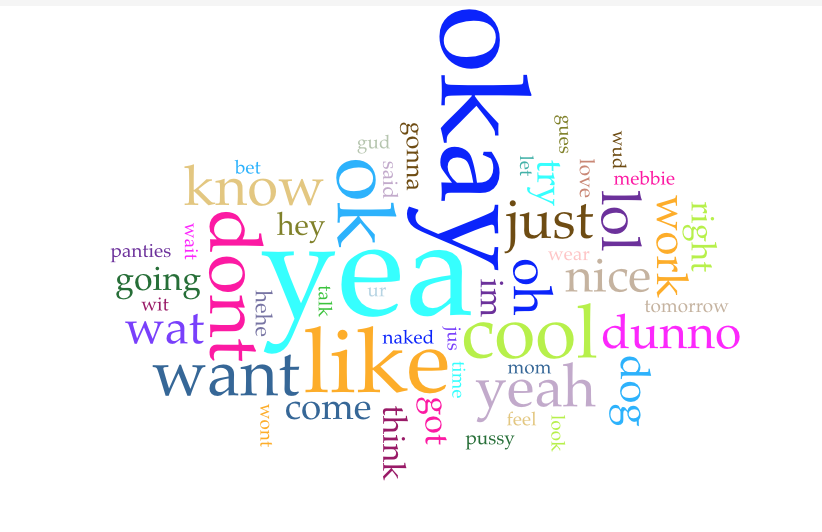 okay
gues
gud
gonna
wud
bet
said
let
try
love
mebbie
know
ok
lol
work
right
hey
just
dont
wait
panties
yea
wear
nice
going
ur
im
oh
wit
hehe
talk
tomorrow
wat
naked
jus
cool
dunno
want
like
time
mom
yeah
dog
wont
come
think
got
feel
look
pussy